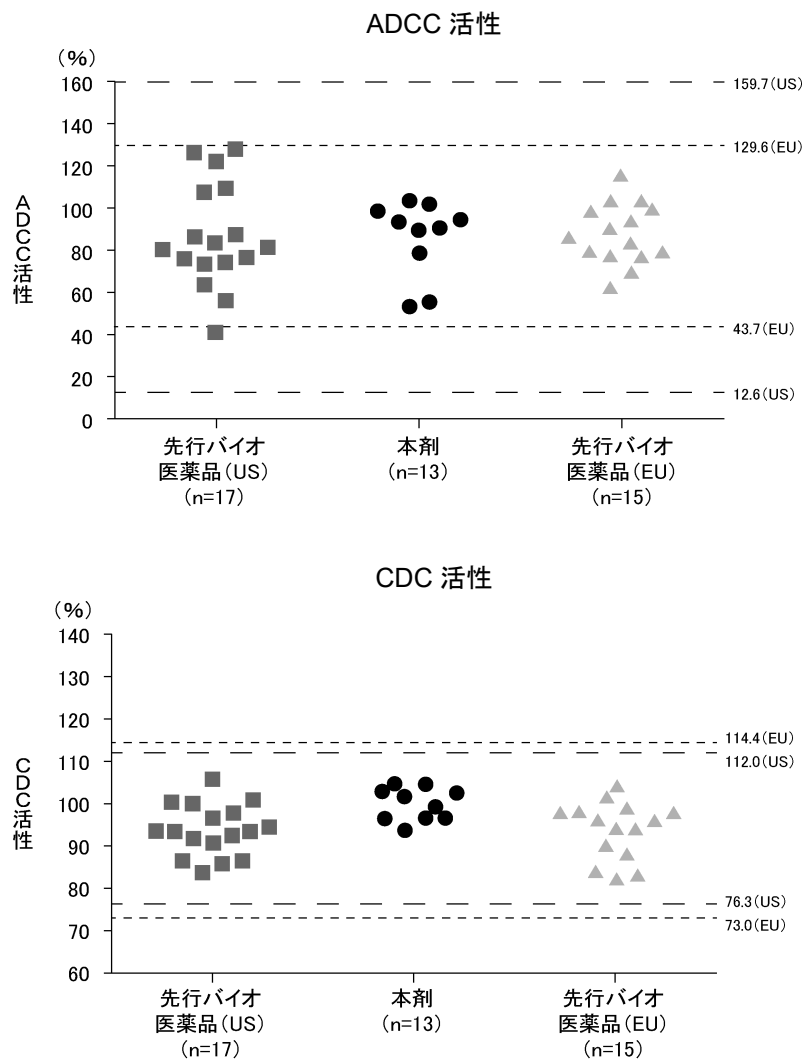 ADCC 活性
（%）
160
140
120
100
80
60
40
20
0
ADCC活性
159.7（US）
129.6（EU）
43.7（EU）
12.6（US）
先行バイオ
医薬品（US）
（n=17）
本剤
（n=13）
先行バイオ
医薬品（EU）
（n=15）
CDC 活性
（%）
140
130
120
110
100
90
80
70
60
CDC活性
114.4（EU）
112.0（US）
76.3（US）
73.0（EU）
先行バイオ
医薬品（US）
（n=17）
本剤
（n=13）
先行バイオ
医薬品（EU）
（n=15）